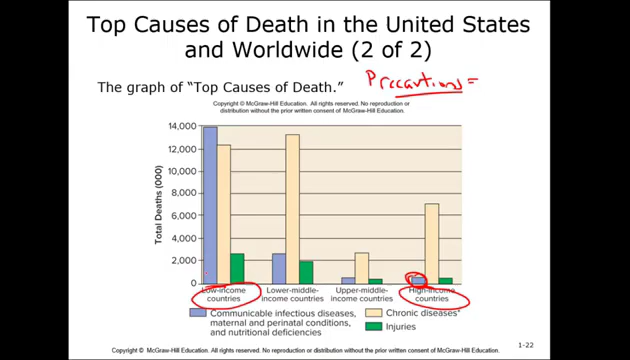 Top Causes of Death in the United States
and Worldwide (2 of 2)
The graph of “Top Causes of Death.”
Precautions =
Copyright © McGraw-Hill Education. All rights reserved. No reproduction or
distribution without the prior written consent of McGraw-Hill Education.
14,000
12,000
10,000
8,000
6,000
4,000
2,000
0
Total Deaths (000)
Low-income
countries
Lower-middle-
income countries
Upper-middle-
income countries
High-income
countries
Communicable infectious diseases,
maternal and perinatal conditions,
and nutritional deficiencies
Chronic diseases*
Injuries
1-22
Copyright © McGraw-Hill Education. All rights reserved. No reproduction or distribution without the prior written consent of McGraw-Hill Education.